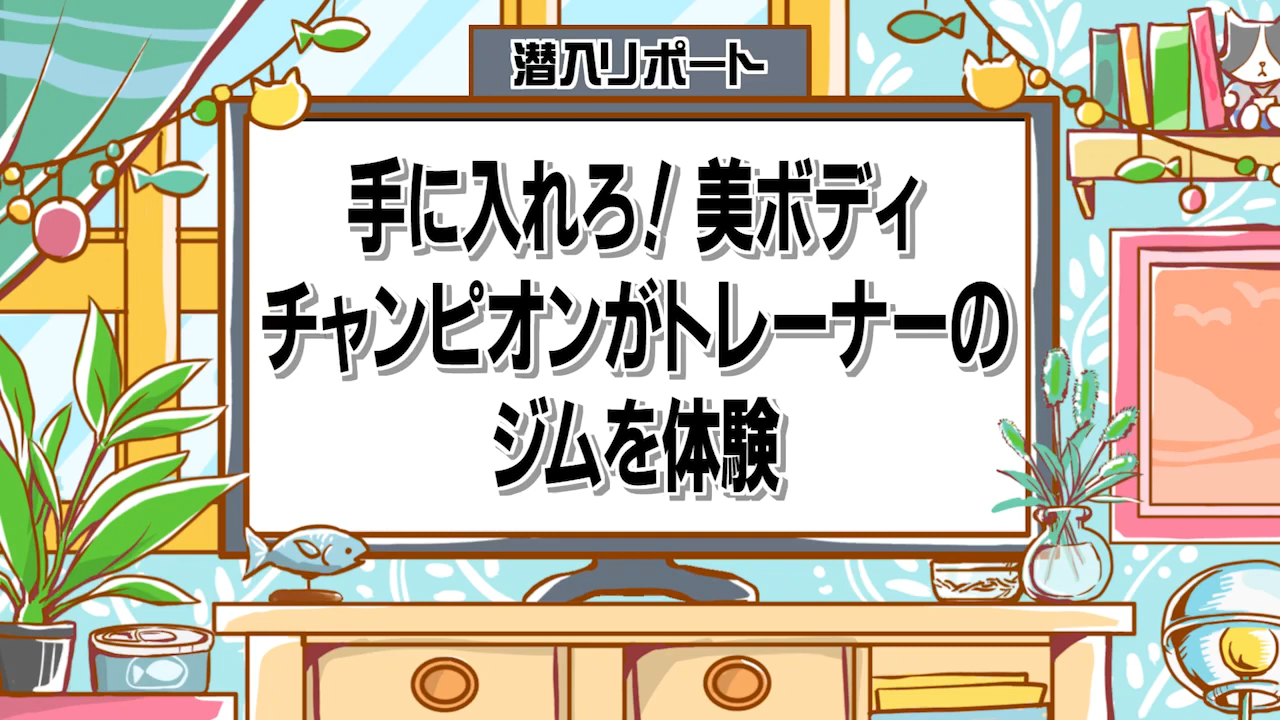 潜入リポート
手に入れろ！美ボディ
チャンピオンがトレーナーの
ジムを体験